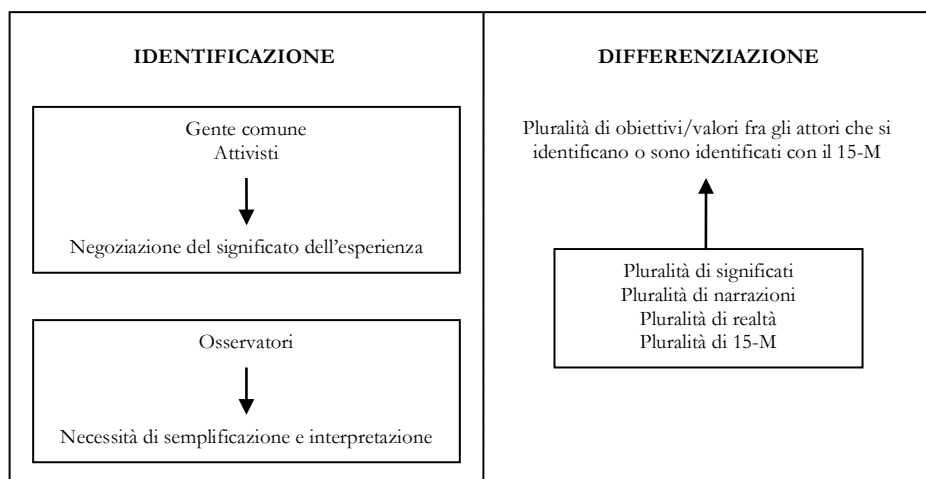 IDENTIFICAZIONE
Gente comune
Attivisti
Negoziazione del significato dell'esperienza
Osservatori
Necessità di semplificazione e interpretazione
DIFFERENZIAZIONE
Pluralità di obiettivi/valori fra gli attori che si
identificano o sono identificati con il 15-M
Pluralità di significati
Pluralità di narrazioni
Pluralità di realtà
Pluralità di 15-M